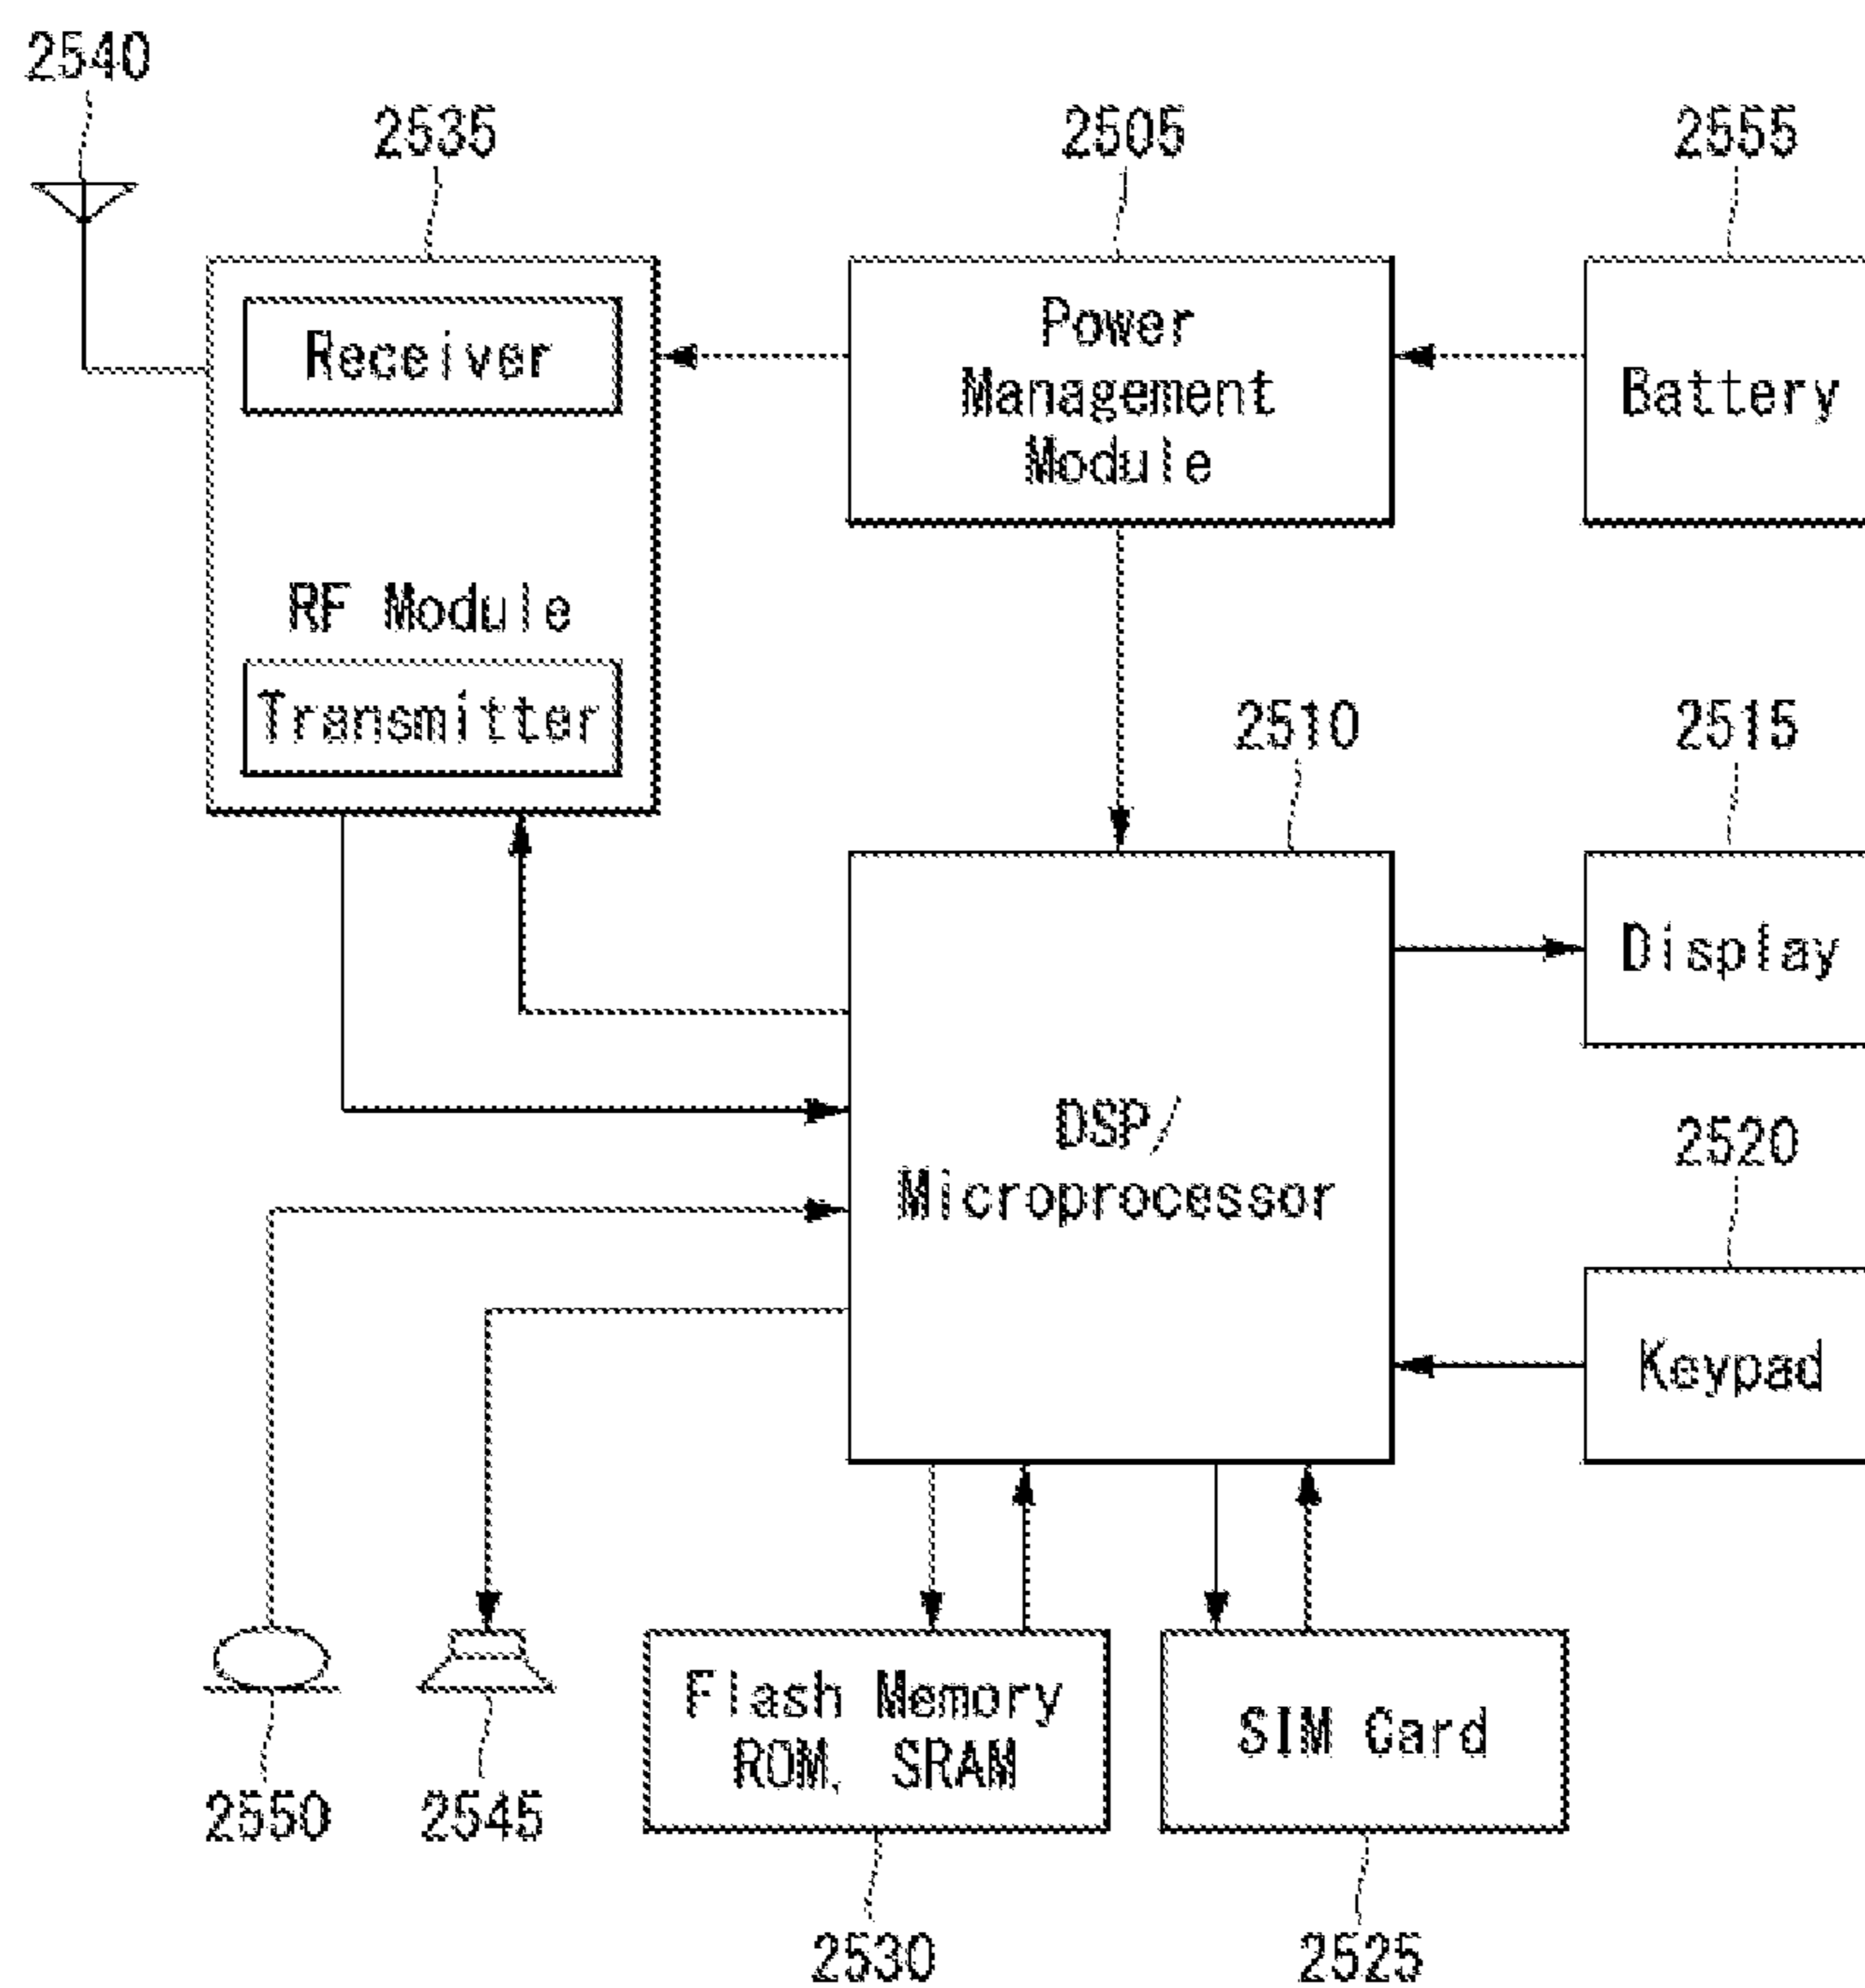 2540
2535
2505
2555
Receiver
RF Module
Transmitter
Power
Management
Module
Battery
2510
2515
DSP/
Microprocessor
Display
2520
Keypad
2550
2545
Flash Memory
ROM, SRAM
SIM Card
2530
2525